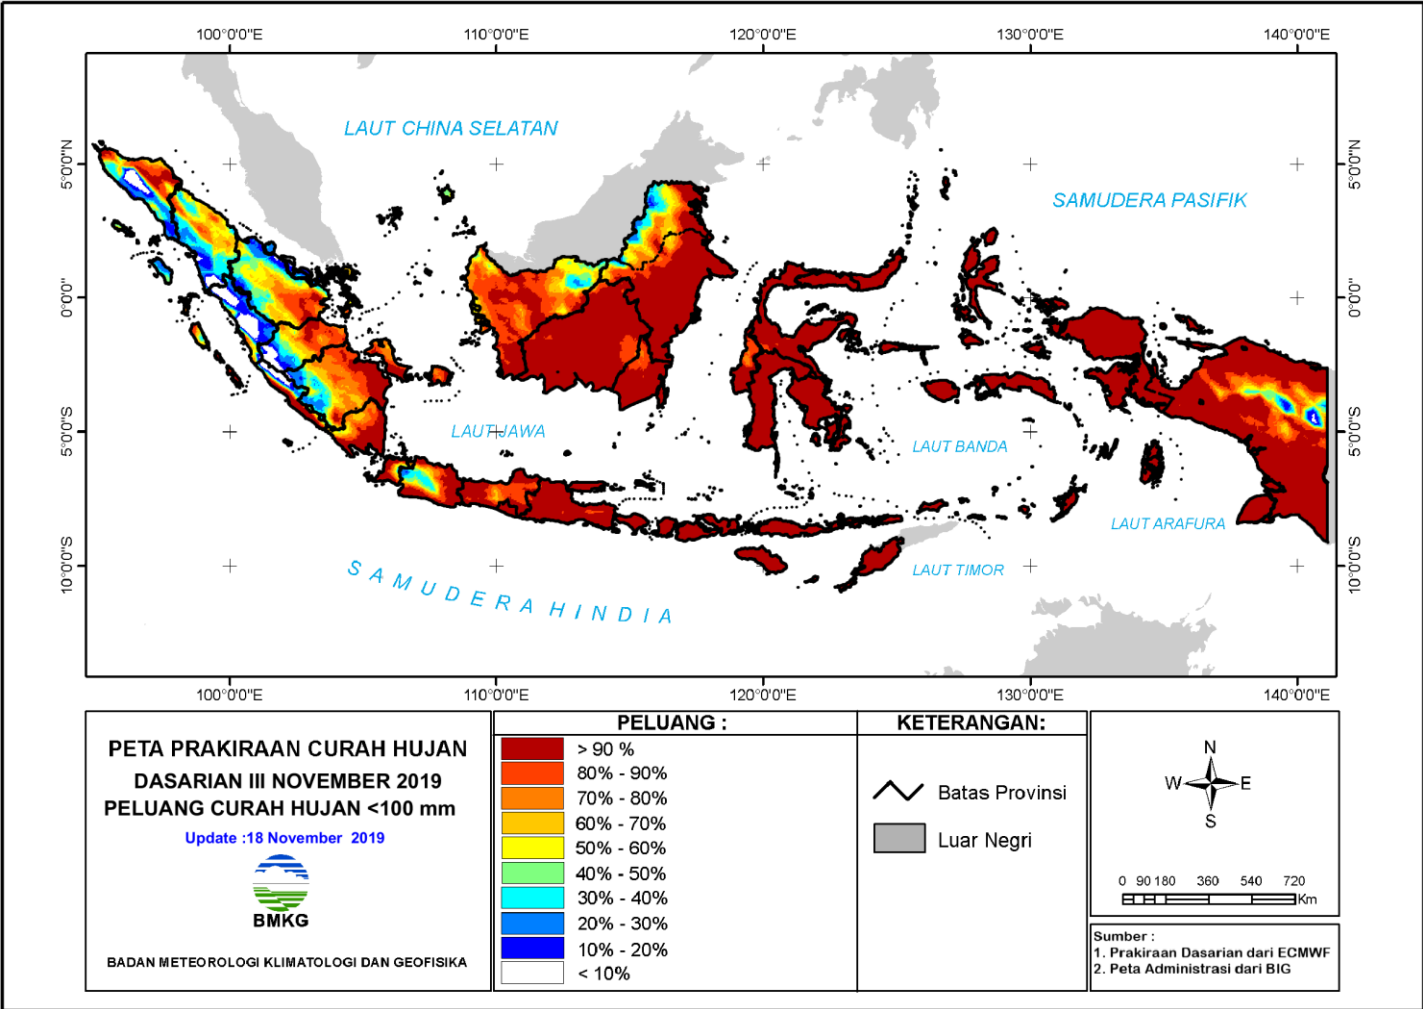 100°0'0"E 110°0'0"E 120°0'0"E 130°0'0"E 140°0'0"E
LAUT CHINA SELATAN
SAMUDERA PASIFIK
5°0'0"N 5°0'0"N
0°0'0" 0°0'0"
LAUT JAWA
LAUT BANDA
5°0'0"S 5°0'0"S
LAUT ARAFURA
LAUT TIMOR
10°0'0"S 10°0'0"S
SAMUDERA HINDIA
100°0'0"E 110°0'0"E 120°0'0"E 130°0'0"E 140°0'0"E
PETA PRAKIRAAN CURAH HUJAN
DASARIAN III NOVEMBER 2019
PELUANG CURAH HUJAN <100 mm
Update :18 November 2019
BMKG
BADAN METEOROLOGI KLIMATOLOGI DAN GEOFISIKA
PELUANG :
> 90 %
80% - 90%
70% - 80%
60% - 70%
50% - 60%
40% - 50%
30% - 40%
20% - 30%
10% - 20%
< 10%
KETERANGAN:
Batas Provinsi
Luar Negri
N
W E
S
0 90 180 360 540 720
Km
Sumber :
1. Prakiraan Dasarian dari ECMWF
2. Peta Administrasi dari BIG